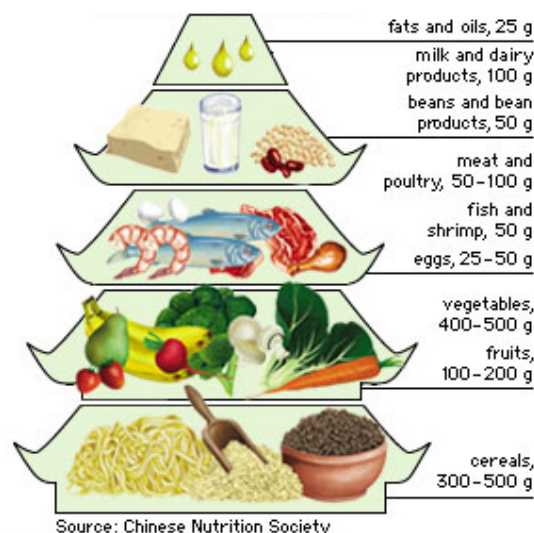 fats and oils, 25 g
milk and dairy
products, 100 g
beans and bean
products, 50 g
meat and
poultry, 50-100 g
fish and
shrimp, 50 g
eggs, 25-50 g
vegetables,
400-500 g
fruits,
100-200 g
cereals,
300-500 g
Source: Chinese Nutrition Society